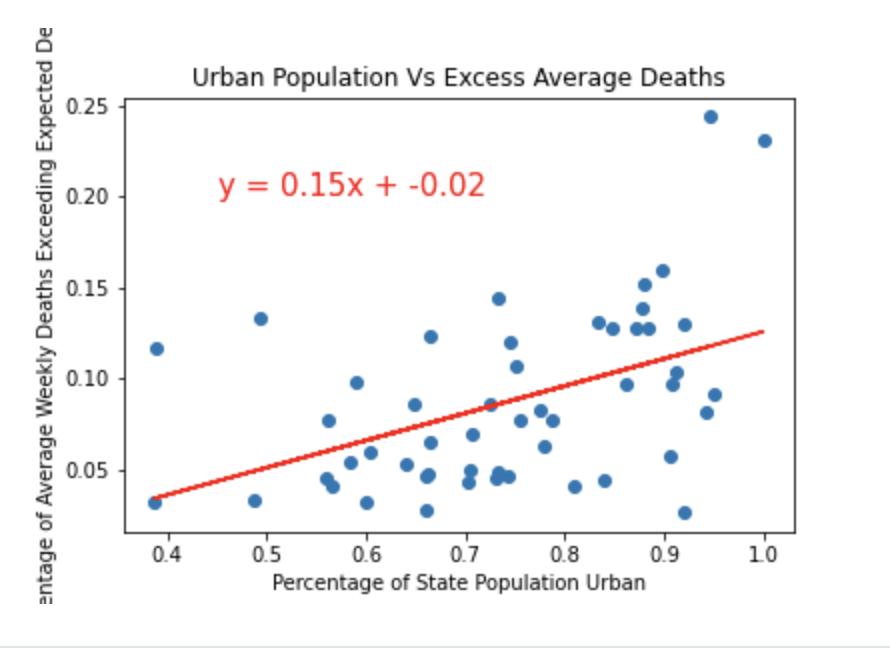 Urban Population Vs Excess Average Deaths
entage of Average Weekly Deaths Exceeding Expected De
0.25
0.20
0.15
0.10
0.05
y = 0.15x + -0.02
0.4 0.5 0.6 0.7 0.8 0.9 1.0
Percentage of State Population Urban